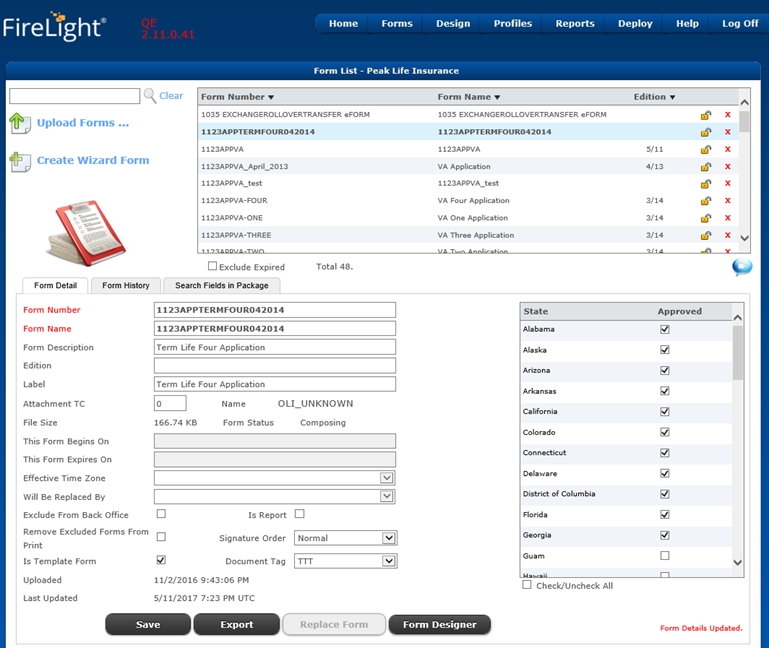 FireLight®
QE
2.11.0.41
Home Forms Design Profiles Reports Deploy Help Log Off
Form List - Peak Life Insurance
Clear
Upload Forms ...
Create Wizard Form
Form Number Form Name Edition
1035 EXCHANGEROLLOVERTRANSFER eFORM 1035 EXCHANGEROLLOVERTRANSFER eFORM X
1123APPTERMFOUR042014 1123APPTERMFOUR042014 X
1123APPVA 1123APPVA 5/11 X
1123APPVA_April_2013 VA Application 4/13 X
1123APPVA_test 1123APPVA_test X
1123APPVA-FOUR VA Four Application 3/14 X
1123APPVA-ONE VA One Application 3/14 X
1123APPVA-THREE VA Three Application 3/14 X
1123APPVA-TWO VA Two Application 3/14 X
Exclude Expired Total 48.
Form Detail Form History Search Fields in Package
Form Number 1123APPTERMFOUR042014
Form Name 1123APPTERMFOUR042014
Form Description Term Life Four Application
Edition
Label Term Life Four Application
Attachment TC 0 Name OLI_UNKNOWN
File Size 166.74 KB Form Status Composing
This Form Begins On
This Form Expires On
Effective Time Zone
Will Be Replaced By
Exclude From Back Office Is Report
Remove Excluded Forms From
Print Signature Order Normal
Is Template Form Document Tag TTT
Uploaded 11/2/2016 9:43:06 PM
Last Updated 5/11/2017 7:23 PM UTC
Save Export Replace Form Form Designer
State Approved
Alabama
Alaska
Arizona
Arkansas
California
Colorado
Connecticut
Delaware
District of Columbia
Florida
Georgia
Guam
Hawaii
Check/Uncheck All
Form Details Updated.